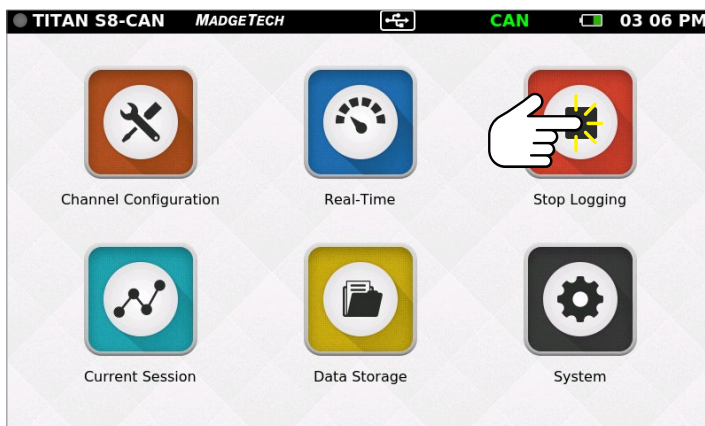 TITAN S8-CAN MADGETECH CAN 03 06 PM
Channel Configuration Real-Time Stop Logging
Current Session Data Storage System